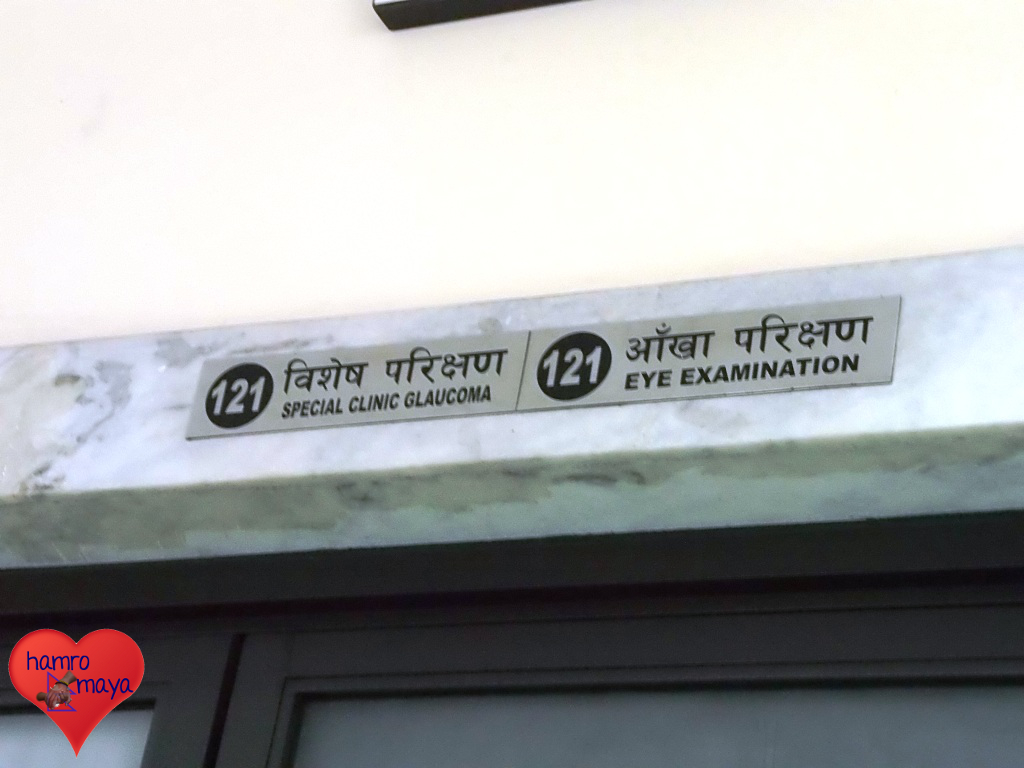 121 विशेष परिक्षण
SPECIAL CLINIC GLAUCOMA
121 आँखा परिक्षण
EYE EXAMINATION
hamro
maya